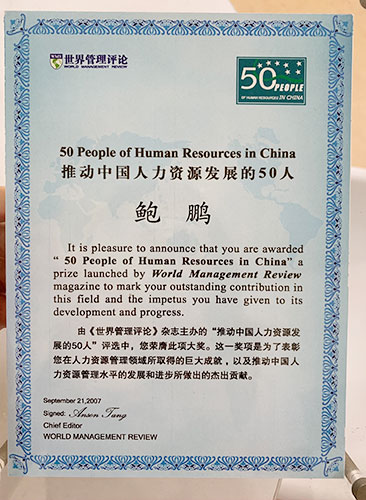 世界管理评论
WORLD MANAGEMENT REVIEW
50 PEOPLE
OF HUMAN RESOURCES IN CHINA
50 People of Human Resources in China
推动中国人力资源发展的50人
鲍 鹏
It is pleasure to announce that you are awarded
“ 50 People of Human Resources in China” a
prize launched by World Management Review
magazine to mark your outstanding contribution in
this field and the impetus you have given to its
development and progress.
由《世界管理评论》杂志主办的“推动中国人力资源发
展的50人”评选中，您荣膺此项大奖。这一奖项是为了表彰
您在人力资源管理领域所取得的巨大成就，以及推动中国人
力资源管理水平的发展和进步所做出的杰出贡献。
September 21,2007
Signed: Anson Tang
Chief Editor
WORLD MANAGEMENT REVIEW